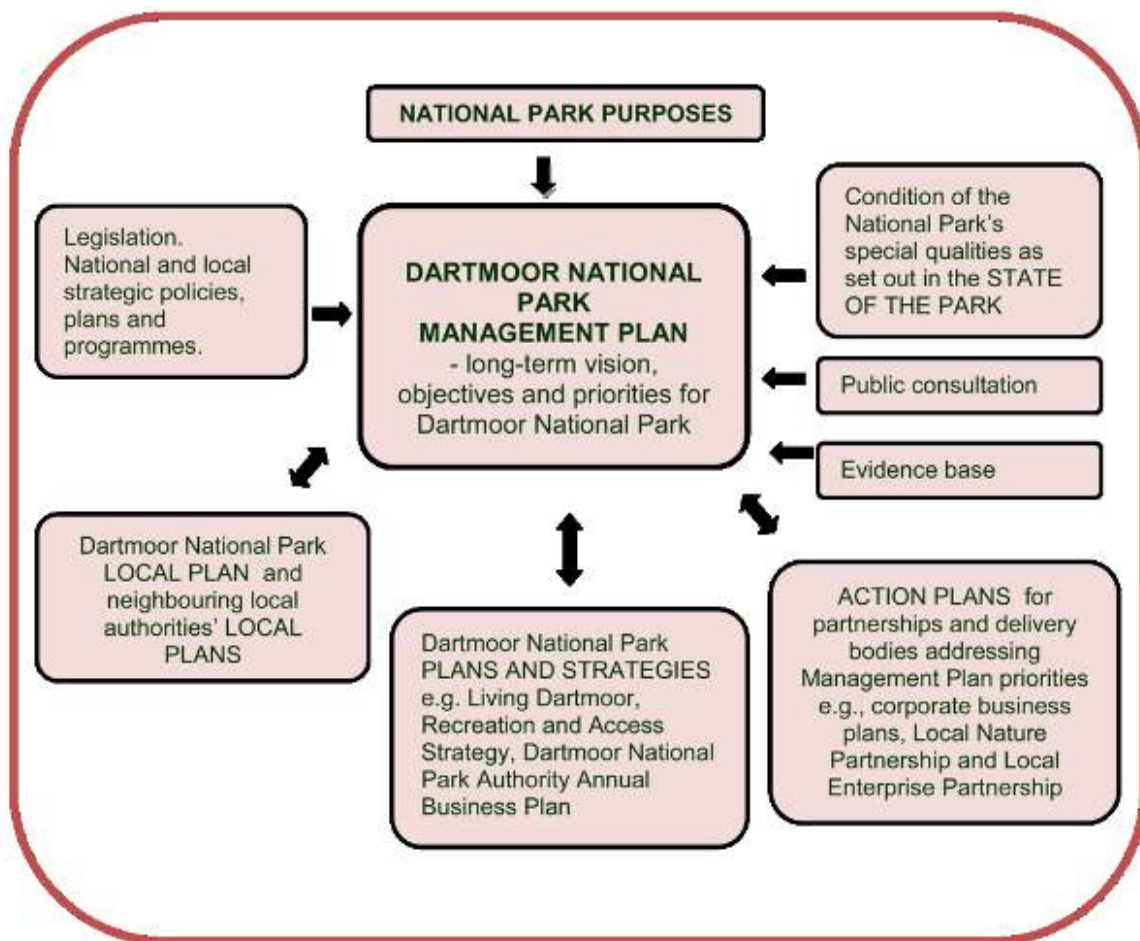 NATIONAL PARK PURPOSES
Legislation.
National and local
strategic policies,
plans and
programmes.
DARTMOOR NATIONAL
PARK
MANAGEMENT PLAN
- long-term vision,
objectives and priorities for
Dartmoor National Park
Condition of the
National Park's
special qualities as
set out in the STATE
OF THE PARK
Public consultation
Evidence base
Dartmoor National Park
LOCAL PLAN and
neighbouring local
authorities' LOCAL
PLANS
Dartmoor National Park
PLANS AND STRATEGIES
e.g. Living Dartmoor,
Recreation and Access
Strategy, Dartmoor National
Park Authority Annual
Business Plan
ACTION PLANS for
partnerships and delivery
bodies addressing
Management Plan priorities
e.g., corporate business
plans, Local Nature
Partnership and Local
Enterprise Partnership